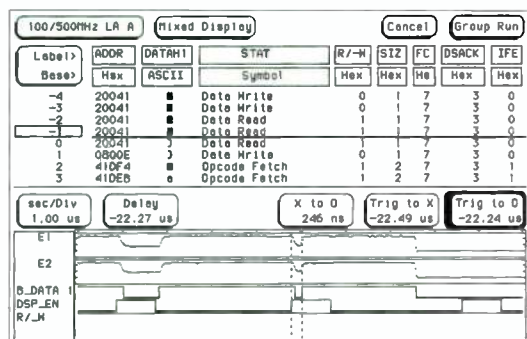 100/500MHz LA A Mixed Display Cancel Group Run
Label> ADDR DATAHI STAT R/-W SIZ FC DSACK IFE
Base> Hex ASCII Symbol Hex Hex He Hex Hex
-4 20041 Data Write 0 1 7 3 0
-3 20041 Data Write 0 1 7 3 0
-2 20041 Data Read 1 1 7 3 0
-1 20041 Data Read 1 1 7 3 0
0 20041 Data Read 1 1 7 3 0
1 0800E Data Write 0 1 7 3 0
2 41DF4 Opcode Fetch 1 2 7 3 1
3 41DEB Opcode Fetch 1 2 7 3 1
sec/Div Delay X to O Trig to X Trig to O
1.00 us -22.27 us 246 ns -22.49 us -22.24 us
E1
E2
B_DATA 1
DSP_EN
R/_W